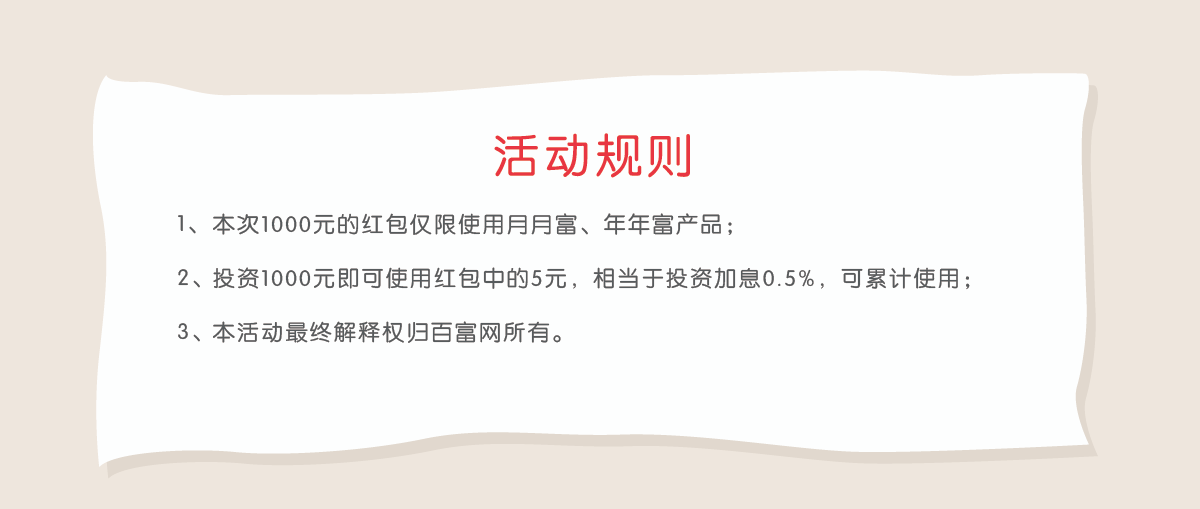 活动规则
1、本次1000元的红包仅限使用月月富、年年富产品；
2、投资1000元即可使用红包中的5元，相当于投资加息0.5%，可累计使用；
3、本活动最终解释权归百富网所有。